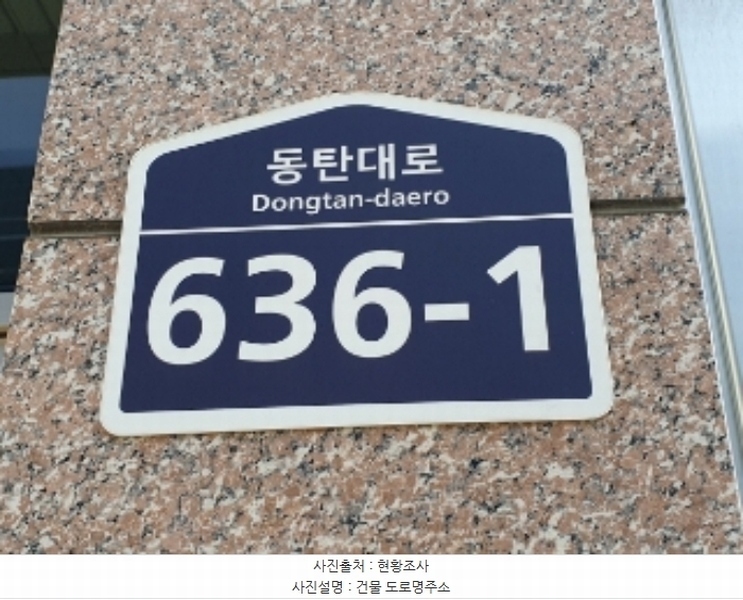 동탄대로
Dongtan-daero
636-1
사진출처 : 현황조사
사진설명 : 건물 도로명주소